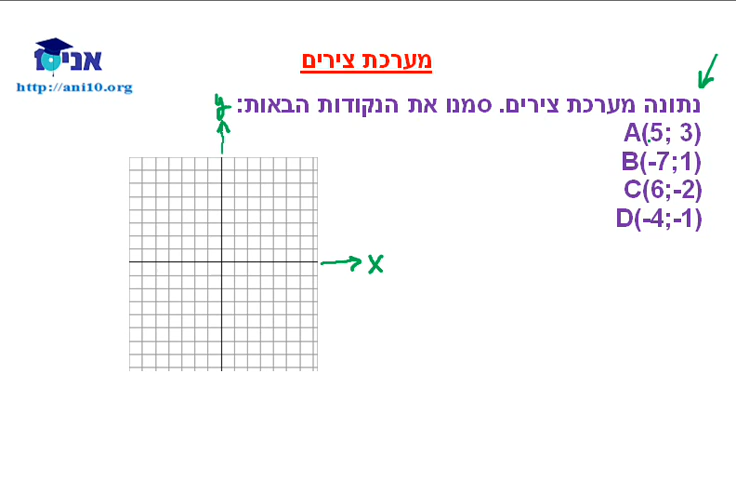 אני10
http://ani10.org
מערכת צירים
נתונה מערכת צירים. סמנו את הנקודות הבאות:
A(5; 3)
B(-7;1)
C(6;-2)
D(-4;-1)
y
x